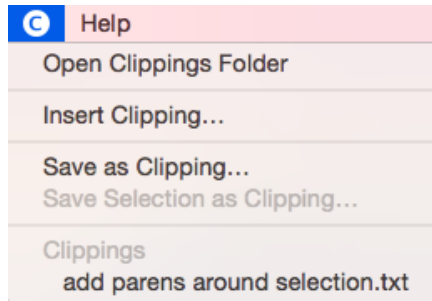 C Help
Open Clippings Folder
Insert Clipping...
Save as Clipping...
Save Selection as Clipping...
Clippings
add parens around selection.txt